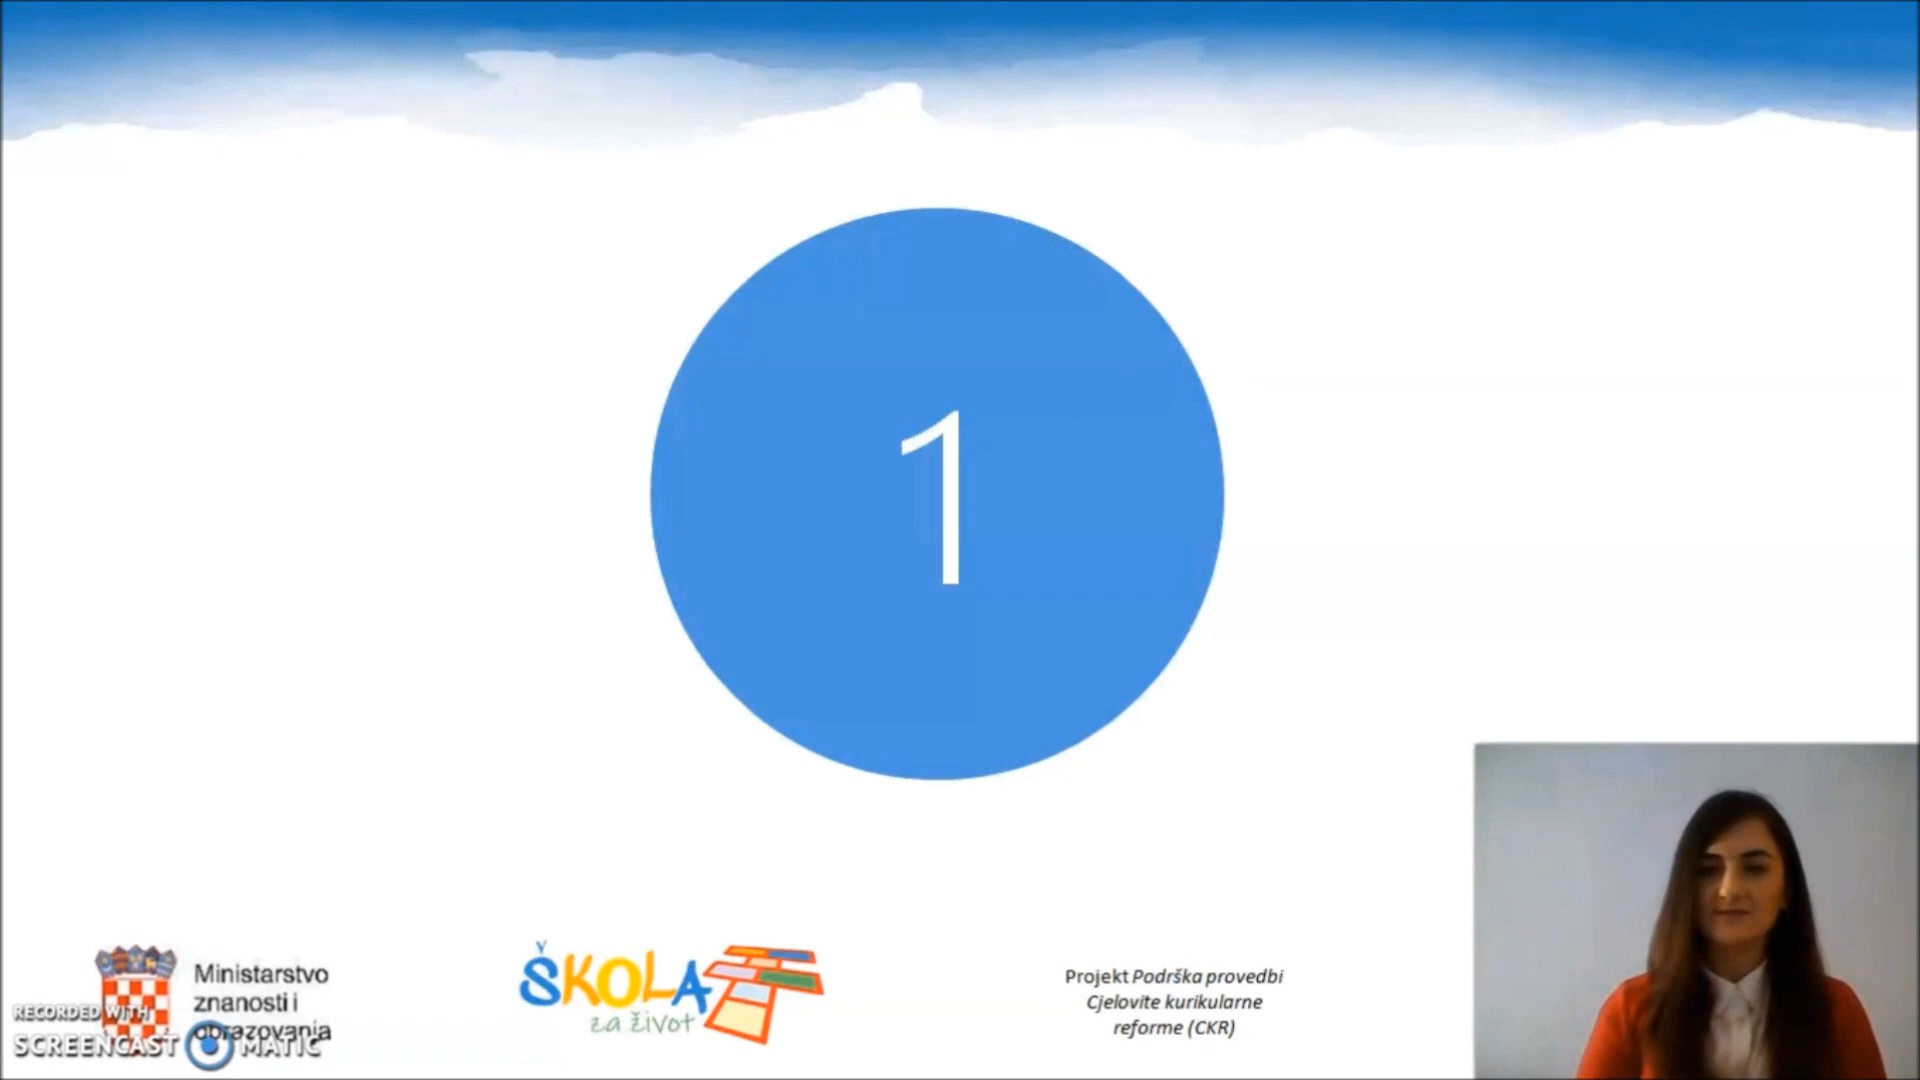 1
Ministarstvo
znanosti i
obrazovanja
RECORDED WITH
SCREENCAST MATIC
ŠKOLA
za život
Projekt Podrška provedbi
Cjelovite kurikularne
reforme (CKR)